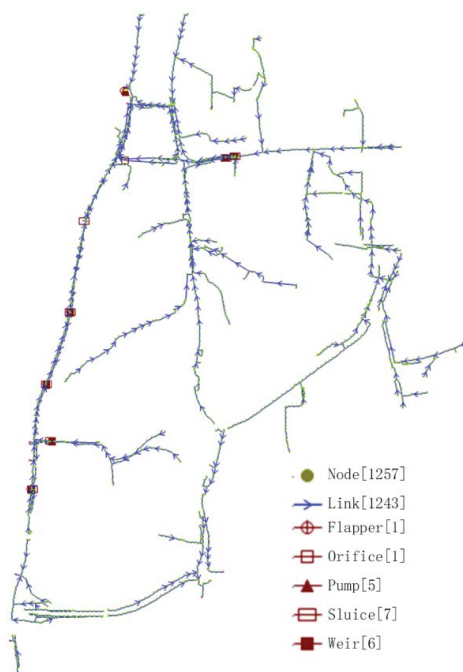 Node[1257]
Link[1243]
Flapper[1]
Orifice[1]
Pump[5]
Sluice[7]
Weir[6]